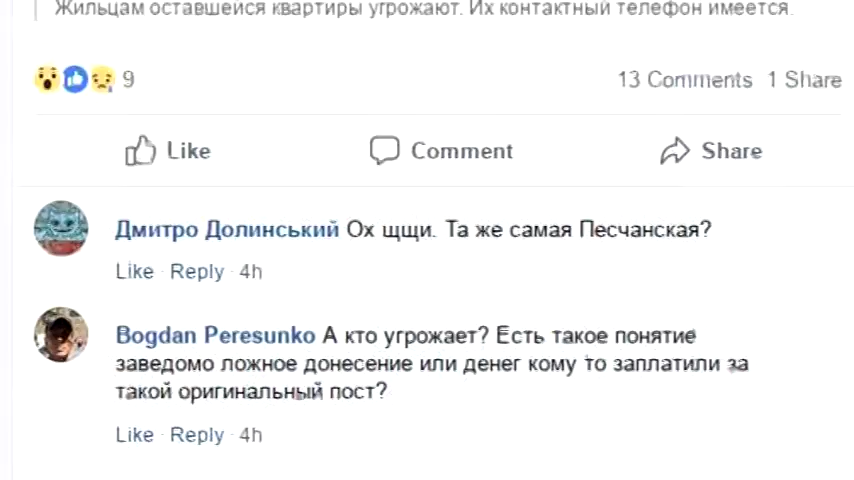 Жильцам оставшейся квартиры угрожают. Их контактный телефон имеется.
9 13 Comments 1 Share
Like Comment Share
Дмитро Долинський Ох щщи. Та же самая Песчанская?
Like · Reply · 4h
Bogdan Peresunko А кто угрожает? Есть такое понятие
заведомо ложное донесение или денег кому то заплатили за
такой оригинальный пост?
Like · Reply · 4h